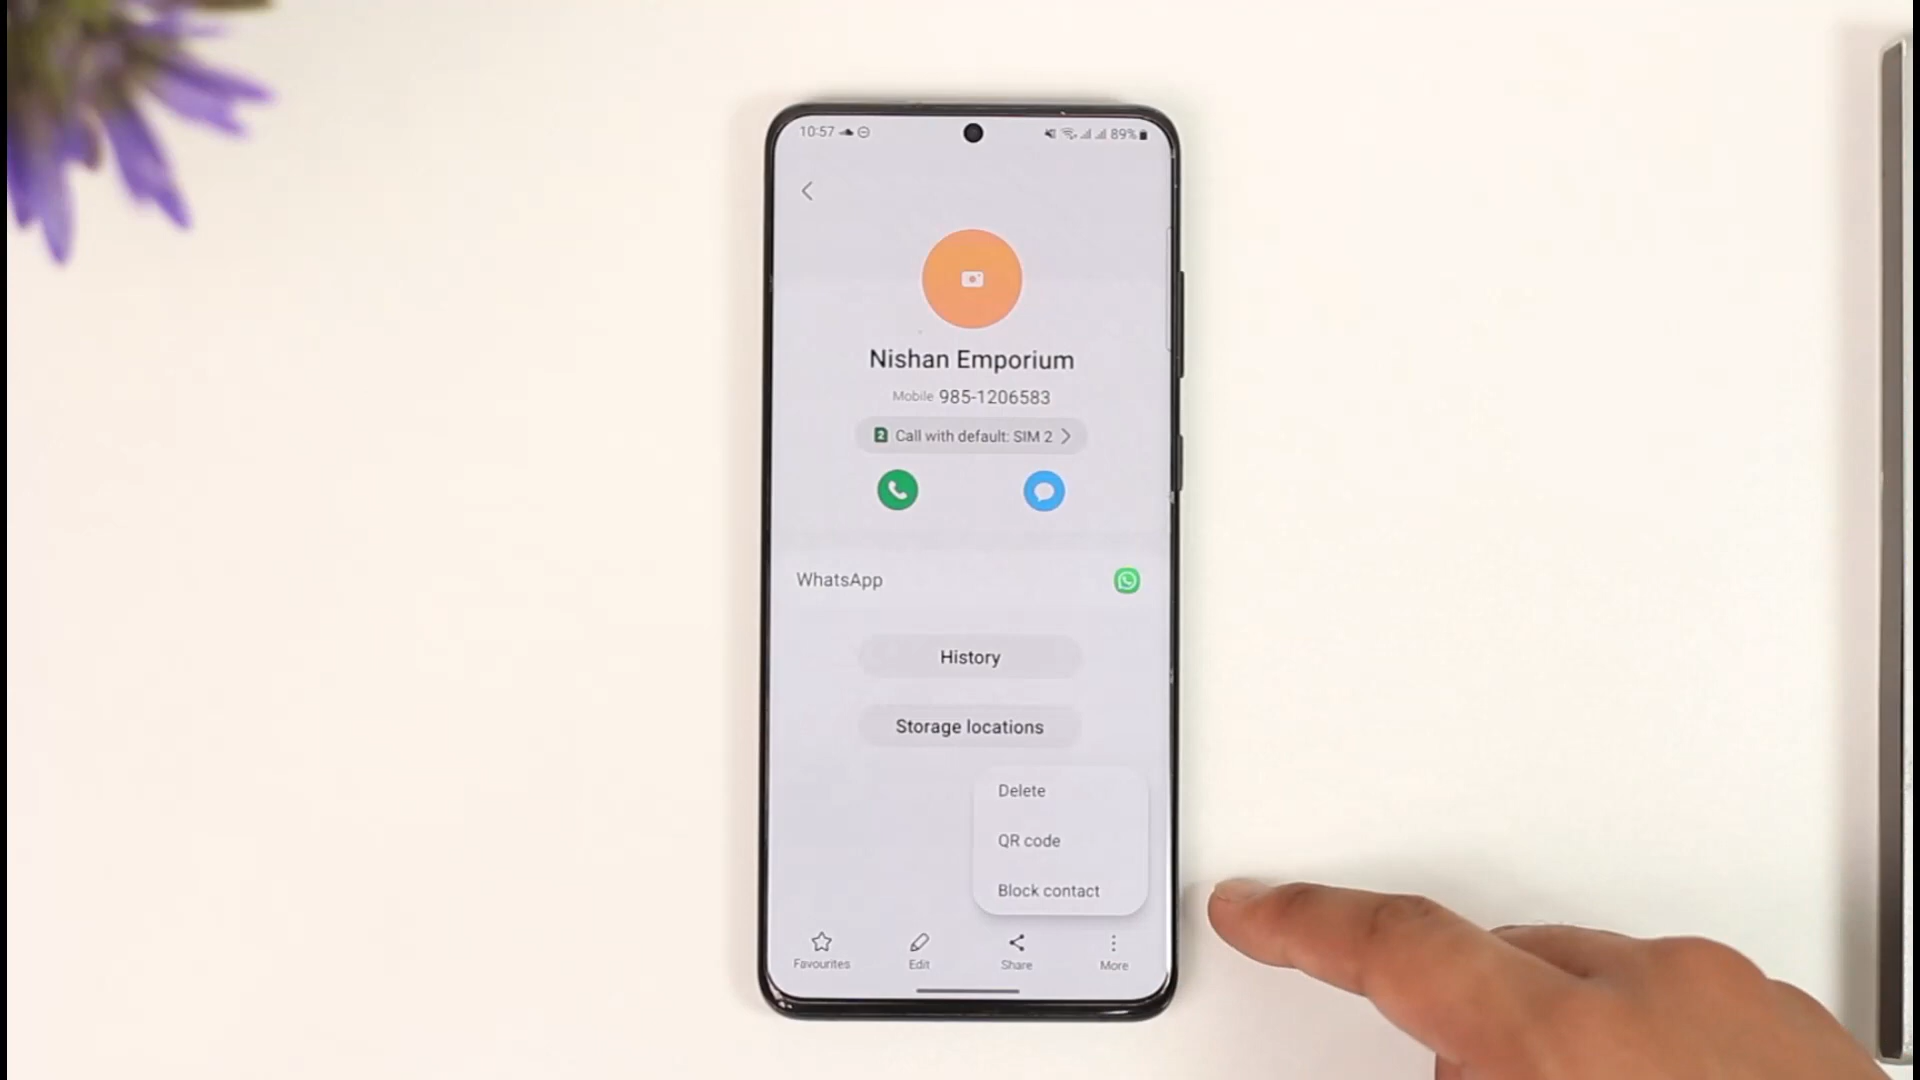 10:57
89%
Nishan Emporium
Mobile 985-1206583
2 Call with default: SIM 2
WhatsApp
History
Storage locations
Delete
QR code
Block contact
Favourites Edit Share More